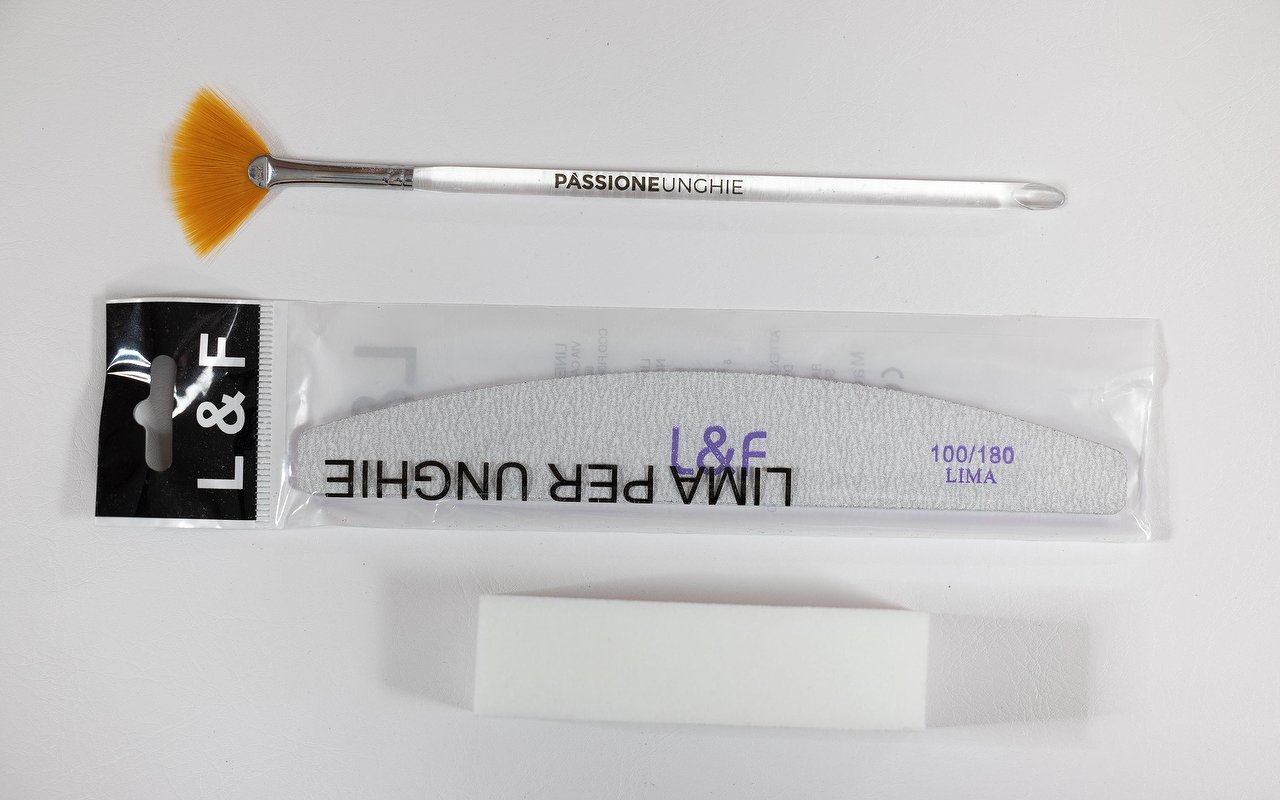 PASSIONEUNGHIE
L & F
LIMA PER UNGHIE
L&F
100/180
LIMA